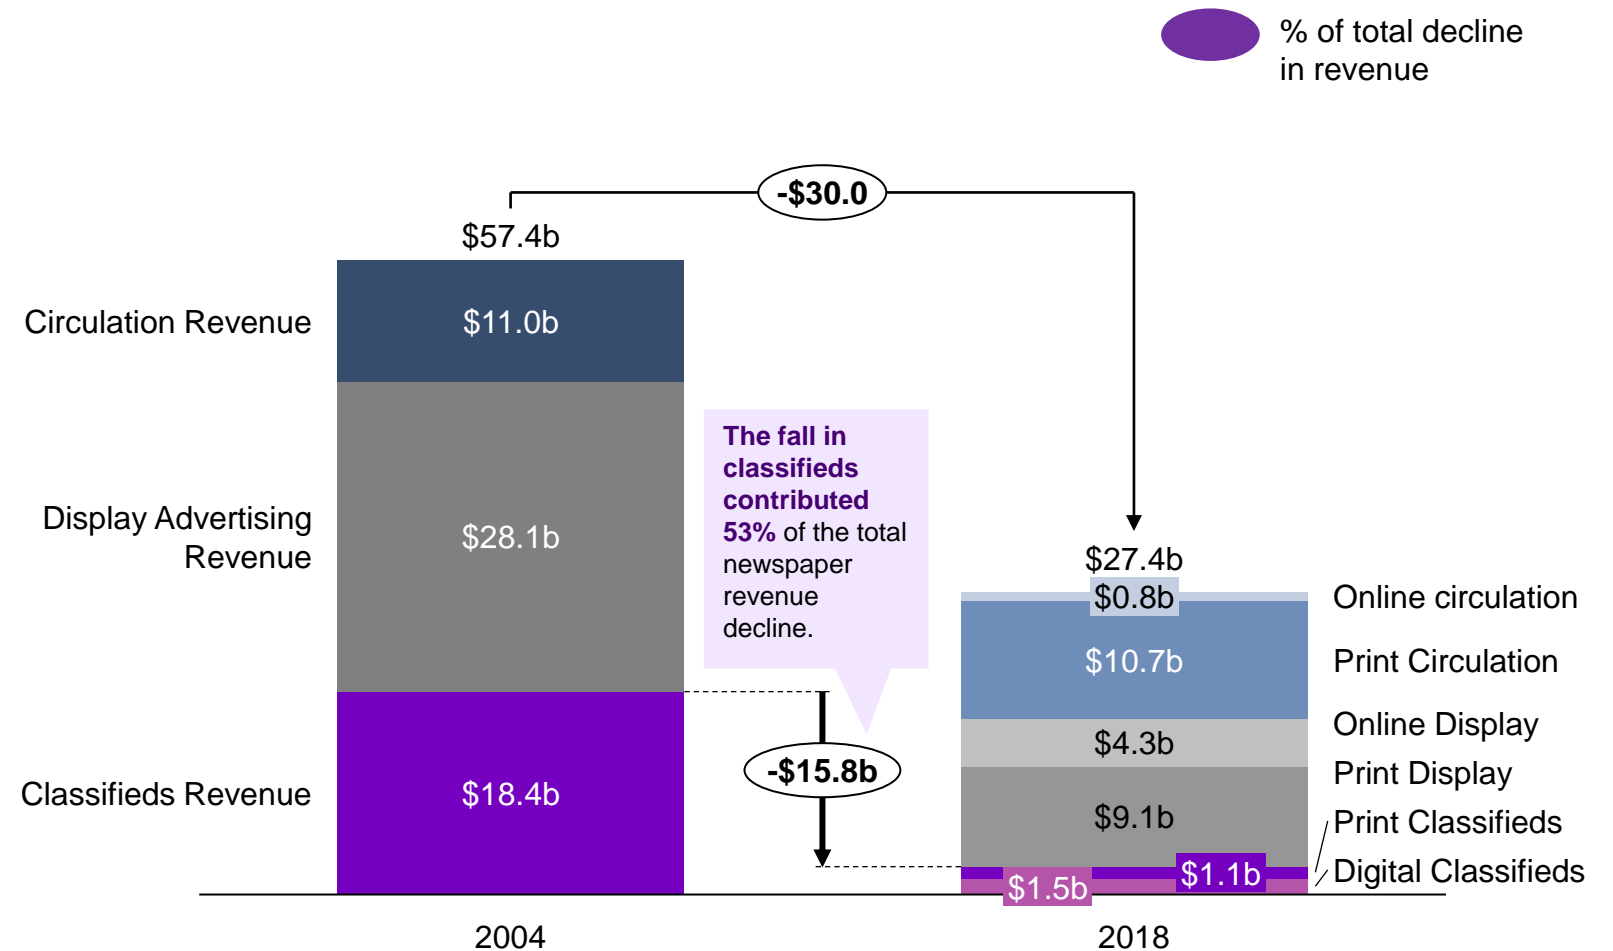 % of total decline
in revenue
-$30.0
$57.4b
Circulation Revenue
$11.0b
Display Advertising
Revenue
$28.1b
Classifieds Revenue
$18.4b
The fall in
classifieds
contributed
53% of the total
newspaper
revenue
decline.
-$15.8b
$27.4b
$0.8b
Online circulation
$10.7b
Print Circulation
$4.3b
Online Display
$9.1b
Print Display
$1.1b
Print Classifieds
$1.5b
Digital Classifieds
2004
2018